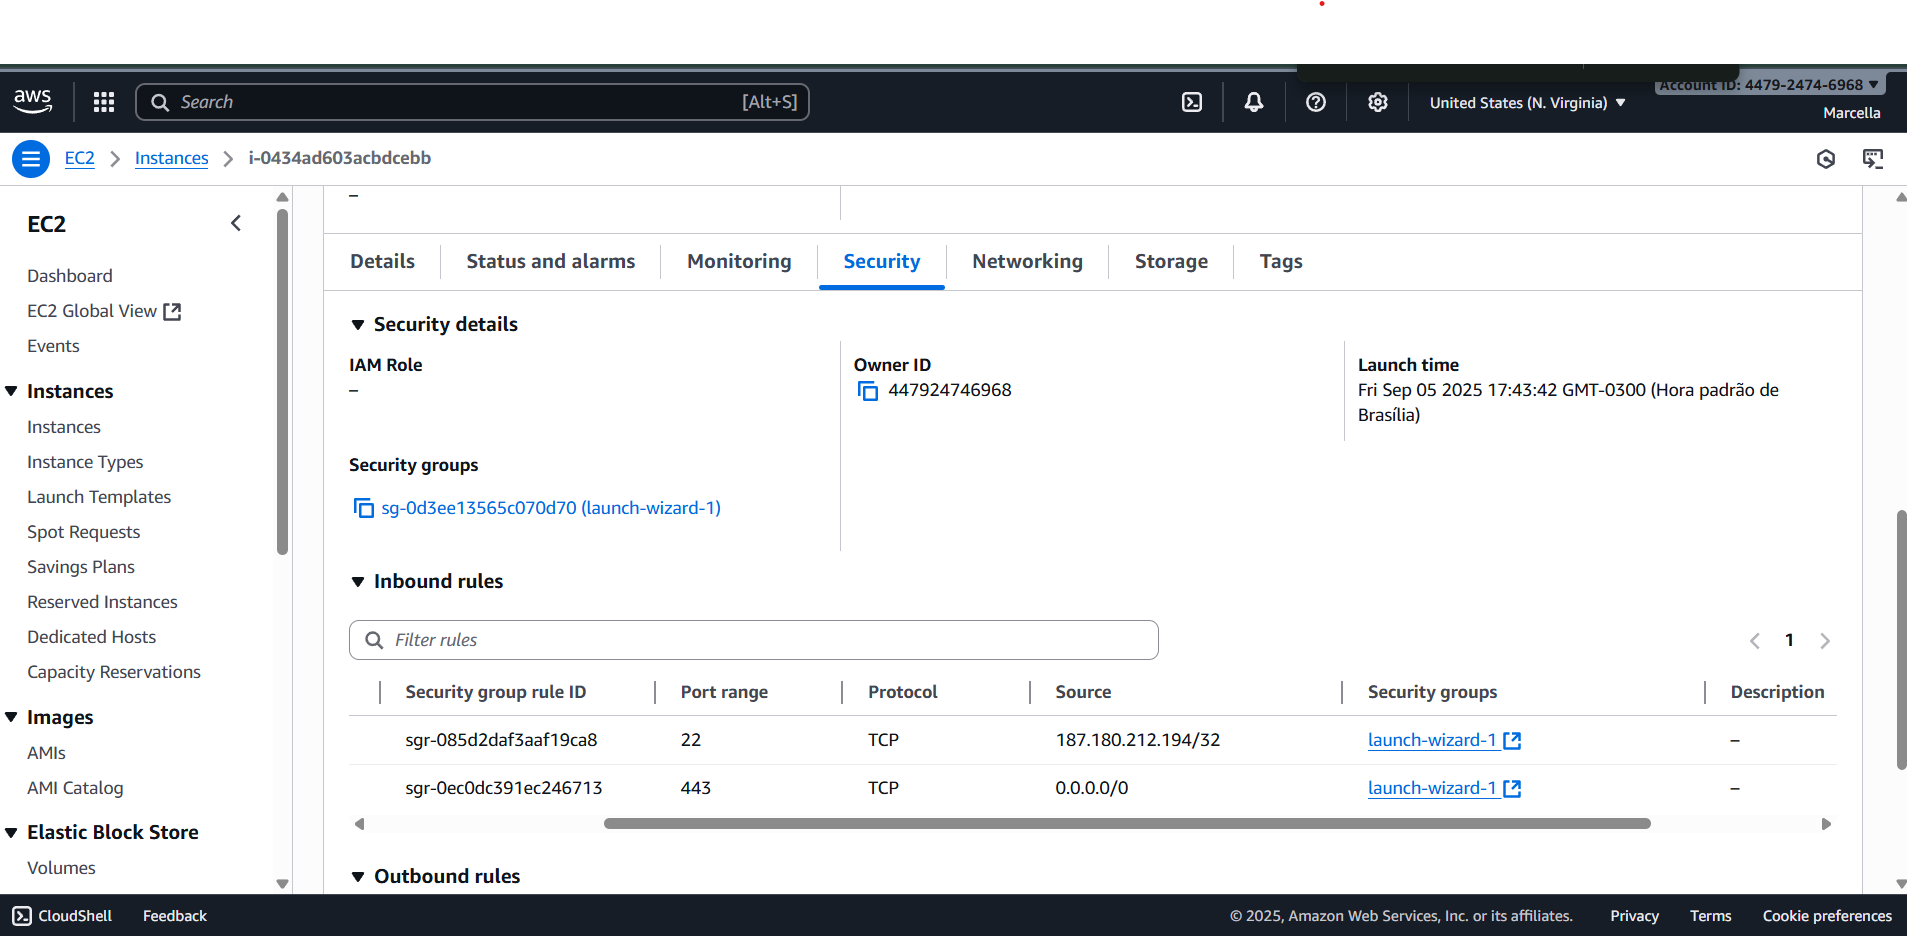 aws
Search
[Alt+S]
United States (N. Virginia)
Account ID: 4479-2474-6968
Marcella
EC2
Instances
i-0434ad603acbdcebb
EC2
Dashboard
EC2 Global View
Events
Instances
Instances
Instance Types
Launch Templates
Spot Requests
Savings Plans
Reserved Instances
Dedicated Hosts
Capacity Reservations
Images
AMIs
AMI Catalog
Elastic Block Store
Volumes
–
Details
Status and alarms
Monitoring
Security
Networking
Storage
Tags
Security details
IAM Role
–
Owner ID
447924746968
Launch time
Fri Sep 05 2025 17:43:42 GMT-0300 (Hora padrão de
Brasília)
Security groups
sg-0d3ee13565c070d70 (launch-wizard-1)
Inbound rules
Filter rules
1
Security group rule ID Port range Protocol Source Security groups Description
sgr-085d2daf3aaf19ca8 22 TCP 187.180.212.194/32 launch-wizard-1 –
sgr-0ec0dc391ec246713 443 TCP 0.0.0.0/0 launch-wizard-1 –
Outbound rules
CloudShell
Feedback
© 2025, Amazon Web Services, Inc. or its affiliates.
Privacy
Terms
Cookie preferences